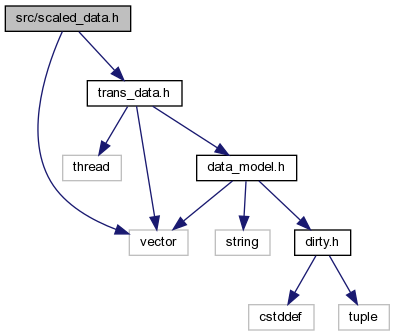 src/scaled_data.h
trans_data.h
thread
data_model.h
vector
string
dirty.h
cstddef
tuple